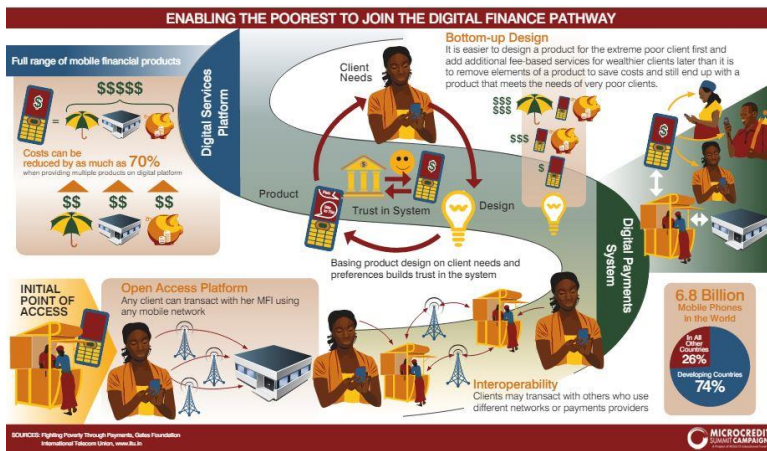 ENABLING THE POOREST TO JOIN THE DIGITAL FINANCE PATHWAY
Full range of mobile financial products
$$$$$
$
=
Costs can be
reduced by as much as 70%
when providing multiple products on digital platform
$$ $$ $$
Digital Services
Platform
Client
Needs
Product
Trust in System
Design
$
$
Basing product design on client needs and
preferences builds trust in the system
Bottom-up Design
It is easier to design a product for the extreme poor client first and
add additional fee-based services for wealthier clients later than it is
to remove elements of a product to save costs and still end up with a
product that meets the needs of very poor clients.
$$$
$$$
$$$
$
Digital Payments
System
$
INITIAL
POINT OF
ACCESS
Open Access Platform
Any client can transact with her MFI using
any mobile network
Interoperability
Clients may transact with others who use
different networks or payments providers
6.8 Billion
Mobile Phones
in the World
In All
Other
Countries
26%
Developing Countries
74%
SOURCES: Fighting Poverty Through Payments, Gates Foundation
International Telecom Union, www.itu.in
MICROCREDIT
SUMMIT CAMPAIGN